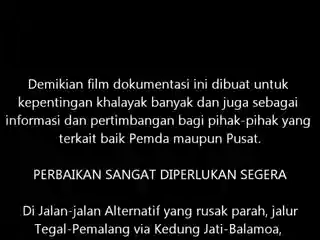 Demikian film dokumentasi ini dibuat untuk
kepentingan khalayak banyak dan juga sebagai
informasi dan pertimbangan bagi pihak-pihak yang
terkait baik Pemda maupun Pusat.
PERBAIKAN SANGAT DIPERLUKAN SEGERA
Di Jalan-jalan Alternatif yang rusak parah, jalur
Tegal-Pemalang via Kedung Jati-Balamoa,